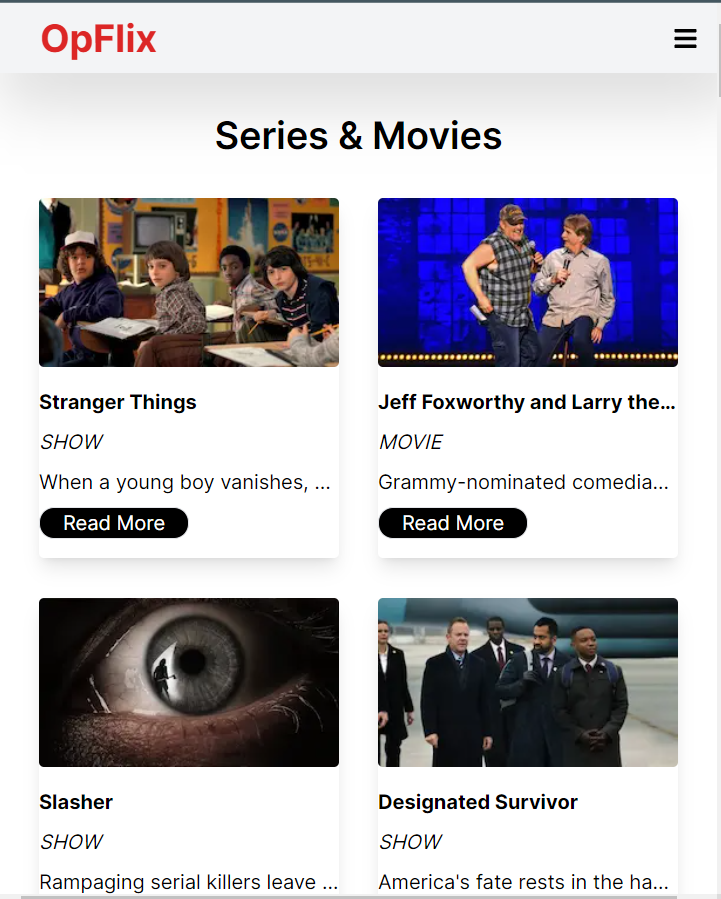 OpFlix
Series & Movies
Stranger Things
SHOW
When a young boy vanishes, ...
Read More
Jeff Foxworthy and Larry the...
MOVIE
Grammy-nominated comedia...
Read More
Slasher
SHOW
Rampaging serial killers leave ...
Designated Survivor
SHOW
America's fate rests in the ha...